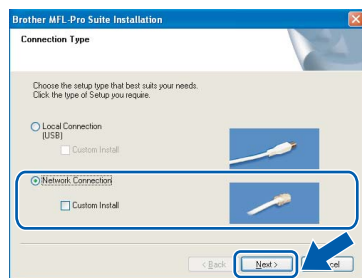 Brother MFL-Pro Suite Installation
Connection Type
Choose the setup type that best suits your needs.
Click the type of Setup you require.
Local Connection
(USB)
Custom Install
Network Connection
Custom Install
< Back
Next >
cel